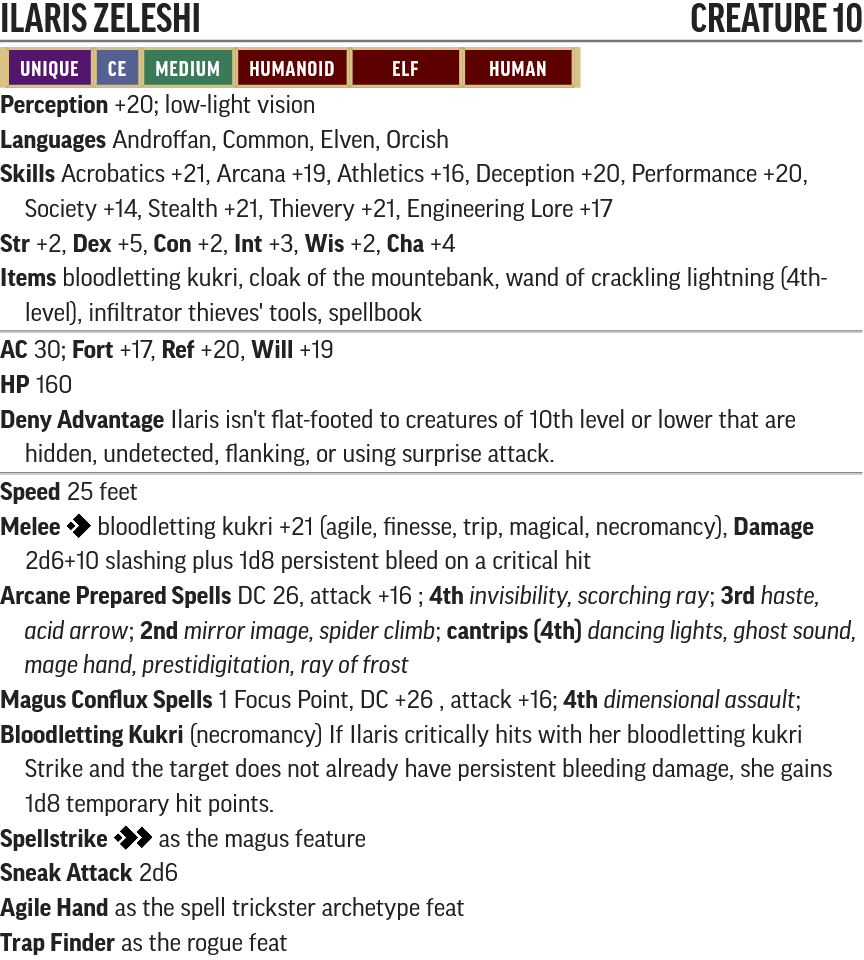 ILARIS ZELESHI CREATURE 10
UNIQUE CE MEDIUM HUMANOID ELF HUMAN
Perception +20; low-light vision
Languages Androffan, Common, Elven, Orcish
Skills Acrobatics +21, Arcana +19, Athletics +16, Deception +20, Performance +20,
Society +14, Stealth +21, Thievery +21, Engineering Lore +17
Str +2, Dex +5, Con +2, Int +3, Wis +2, Cha +4
Items bloodletting kukri, cloak of the mountebank, wand of crackling lightning (4th-
level), infiltrator thieves' tools, spellbook
AC 30; Fort +17, Ref +20, Will +19
HP 160
Deny Advantage Ilaris isn't flat-footed to creatures of 10th level or lower that are
hidden, undetected, flanking, or using surprise attack.
Speed 25 feet
Melee bloodletting kukri +21 (agile, finesse, trip, magical, necromancy), Damage
2d6+10 slashing plus 1d8 persistent bleed on a critical hit
Arcane Prepared Spells DC 26, attack +16 ; 4th invisibility, scorching ray; 3rd haste,
acid arrow; 2nd mirror image, spider climb; cantrips (4th) dancing lights, ghost sound,
mage hand, prestidigitation, ray of frost
Magus Conflux Spells 1 Focus Point, DC +26 , attack +16; 4th dimensional assault;
Bloodletting Kukri (necromancy) If Ilaris critically hits with her bloodletting kukri
Strike and the target does not already have persistent bleeding damage, she gains
1d8 temporary hit points.
Spellstrike as the magus feature
Sneak Attack 2d6
Agile Hand as the spell trickster archetype feat
Trap Finder as the rogue feat